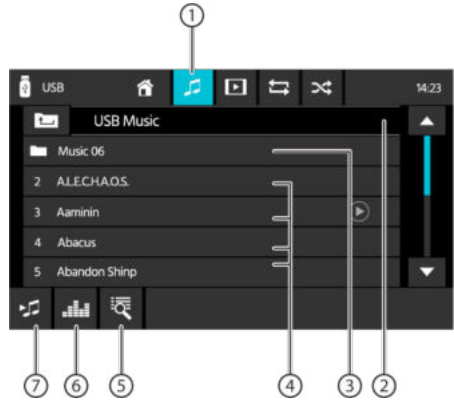 1
USB 14:23
USB Music
Music 06
2 A.L.E.C.H.A.O.S.
3 Aaminin
4 Abacus
5 Abandon Shinp
7 6 5 4 3 2